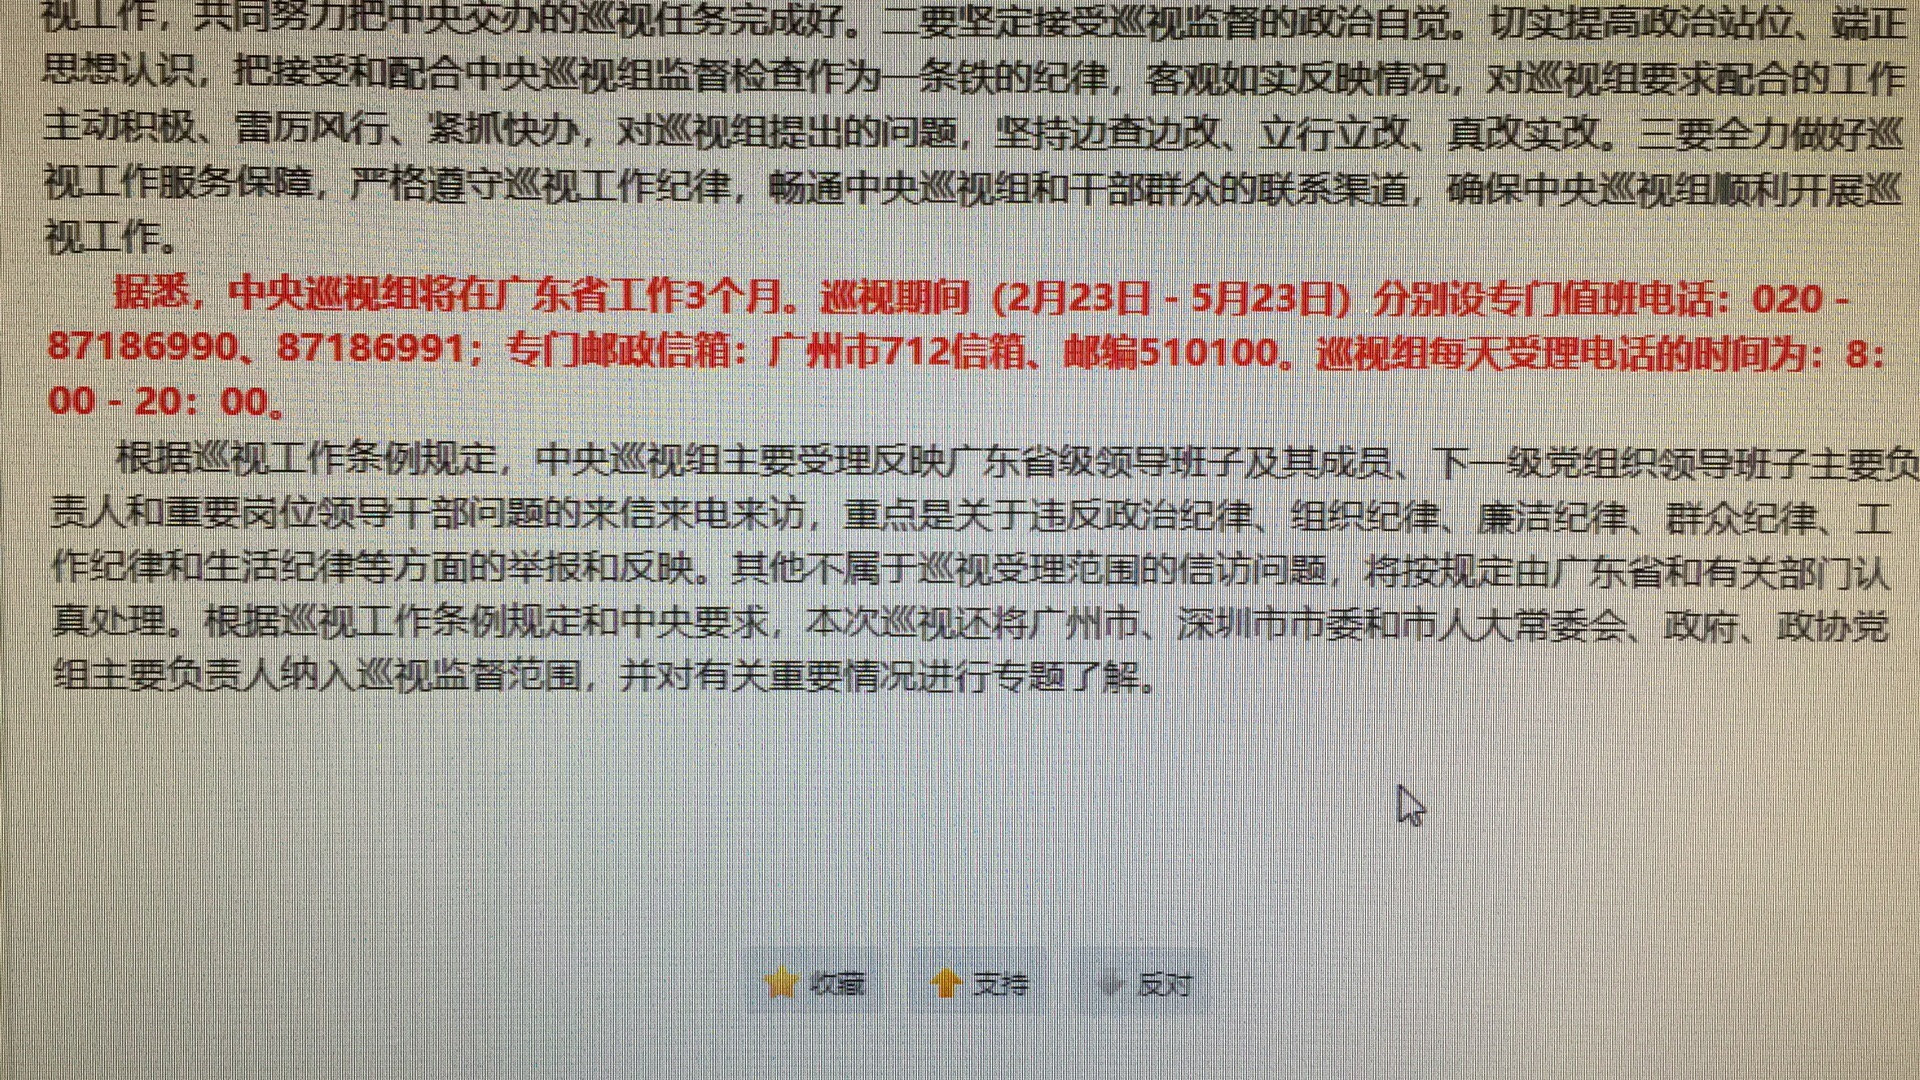 视工作，共同努力把中央交办的巡视任务完成好。二要坚定接受巡视监督的政治自觉。切实提高政治站位、端正
思想认识，把接受和配合中央巡视组监督检查作为一条铁的纪律，客观如实反映情况，对巡视组要求配合的工作
主动积极、雷厉风行、紧抓快办，对巡视组提出的问题，坚持边查边改、立行立改、真改实改。三要全力做好巡
视工作服务保障，严格遵守巡视工作纪律，畅通中央巡视组和干部群众的联系渠道，确保中央巡视组顺利开展巡
视工作。
据悉，中央巡视组将在广东省工作3个月。巡视期间（2月23日－5月23日）分别设专门值班电话：020－
87186990、87186991；专门邮政信箱：广州市712信箱、邮编510100。巡视组每天受理电话的时间为：8：
00－20：00。
根据巡视工作条例规定，中央巡视组主要受理反映广东省级领导班子及其成员、下一级党组织领导班子主要负
责人和重要岗位领导干部问题的来信来电来访，重点是关于违反政治纪律、组织纪律、廉洁纪律、群众纪律、工
作纪律和生活纪律等方面的举报和反映。其他不属于巡视受理范围的信访问题，将按规定由广东省和有关部门认
真处理。根据巡视工作条例规定和中央要求，本次巡视还将广州市、深圳市市委和市人大常委会、政府、政协党
组主要负责人纳入巡视监督范围，并对有关重要情况进行专题了解。
收藏 支持 反对